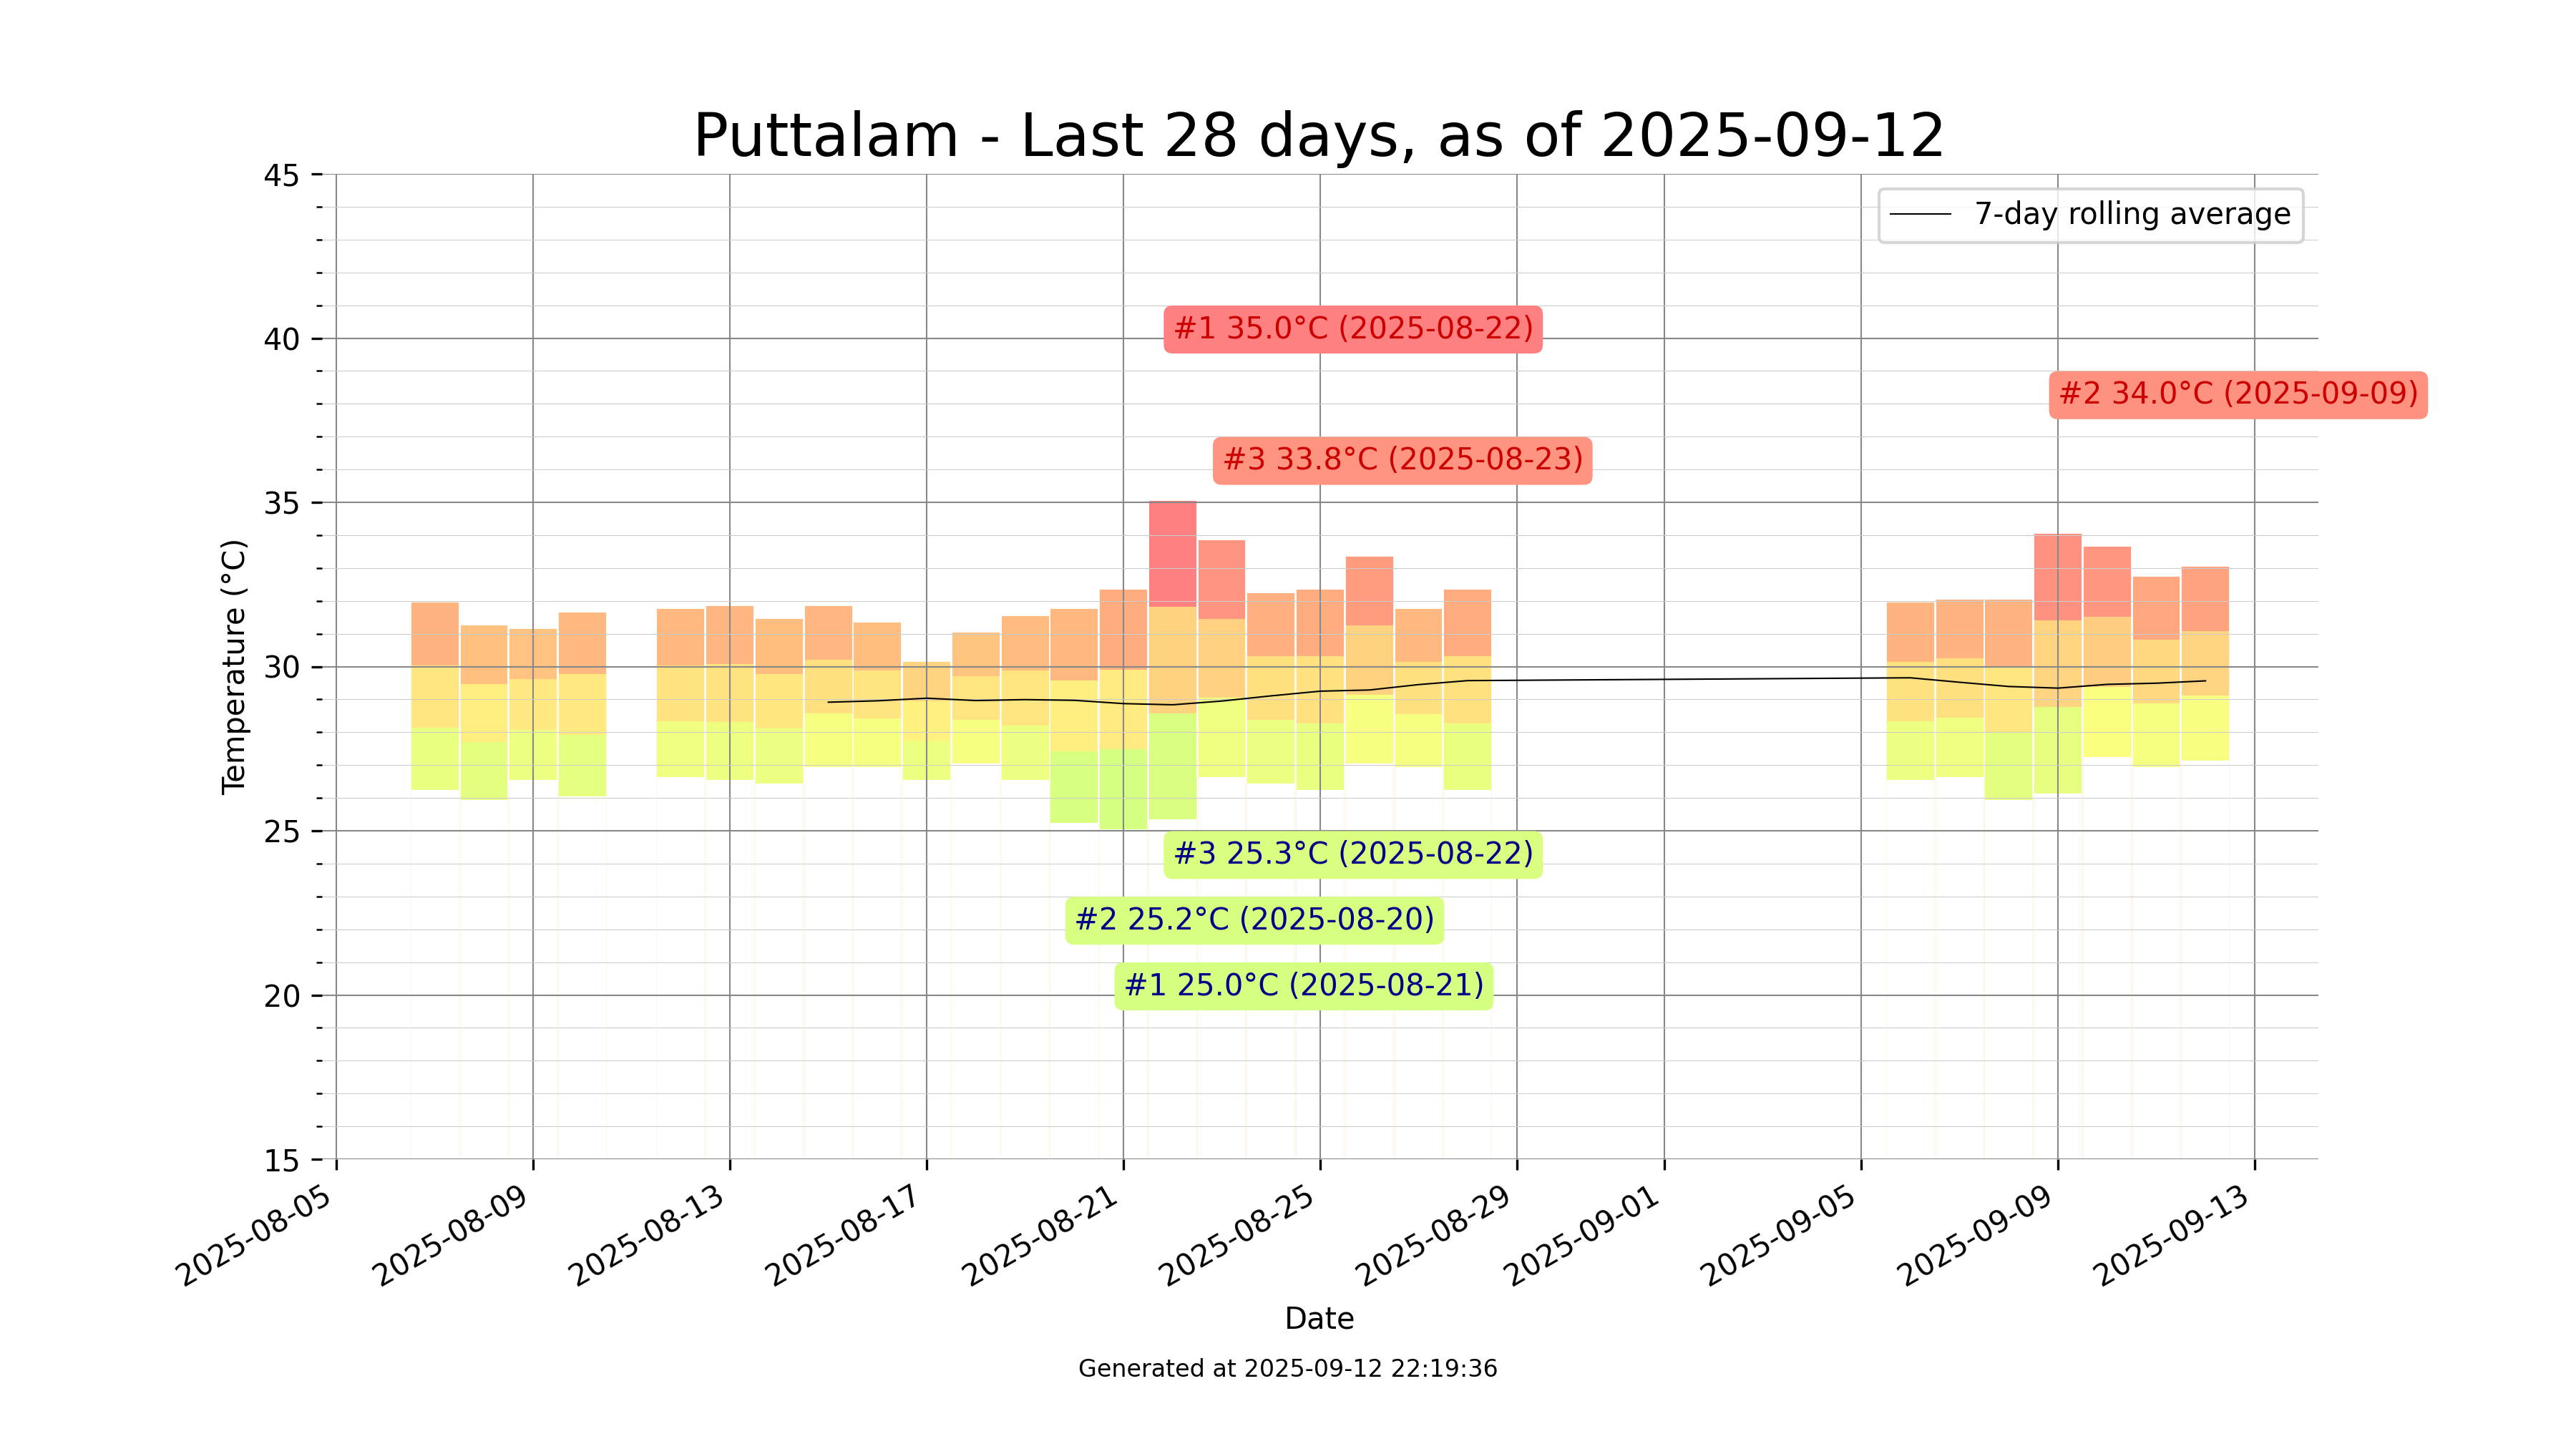 Puttalam - Last 28 days, as of 2025-09-12
45
7-day rolling average
#1 35.0°C (2025-08-22)
40
#2 34.0°C (2025-09-09)
#3 33.8°C (2025-08-23)
35
Temperature (°C)
30
25
#3 25.3°C (2025-08-22)
#2 25.2°C (2025-08-20)
#1 25.0°C (2025-08-21)
20
15
2025-08-05
2025-08-09
2025-08-13
2025-08-17
2025-08-21
2025-08-25
2025-08-29
2025-09-01
2025-09-05
2025-09-09
2025-09-13
Date
Generated at 2025-09-12 22:19:36